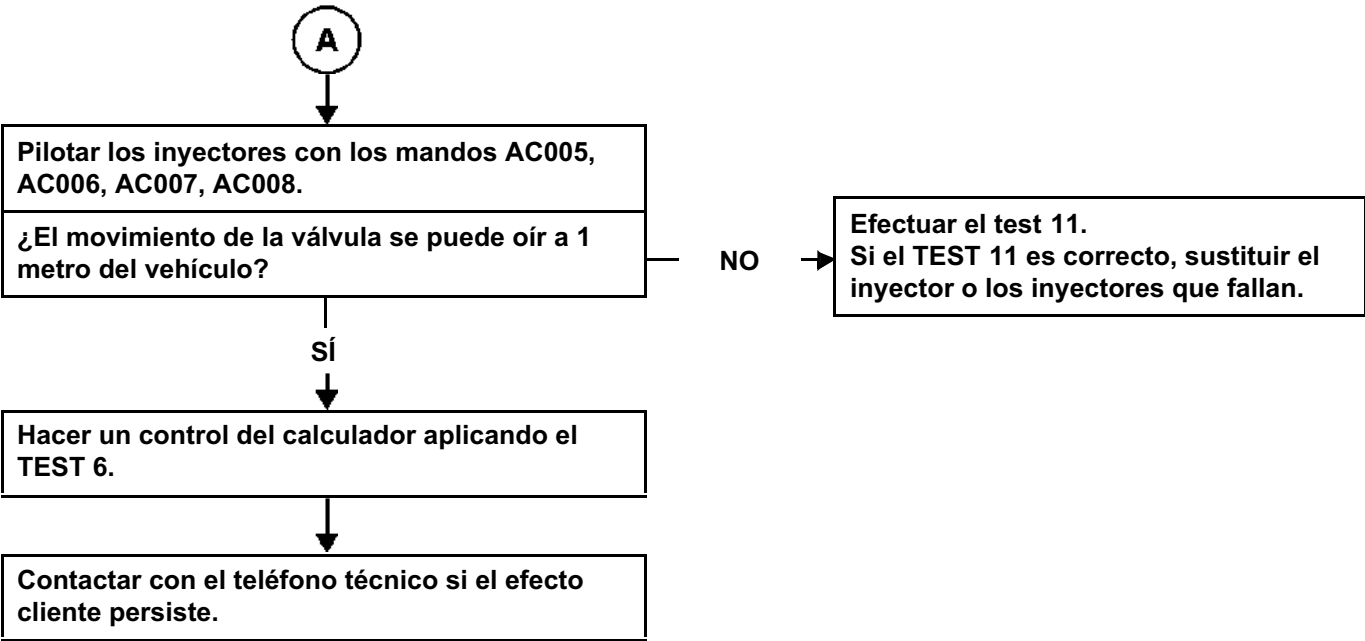 A
Pilotar los inyectores con los mandos AC005,
AC006, AC007, AC008.
¿El movimiento de la válvula se puede oír a 1
metro del vehículo?
NO
Efectuar el test 11.
Si el TEST 11 es correcto, sustituir el
inyector o los inyectores que fallan.
SÍ
Hacer un control del calculador aplicando el
TEST 6.
Contactar con el teléfono técnico si el efecto
cliente persiste.